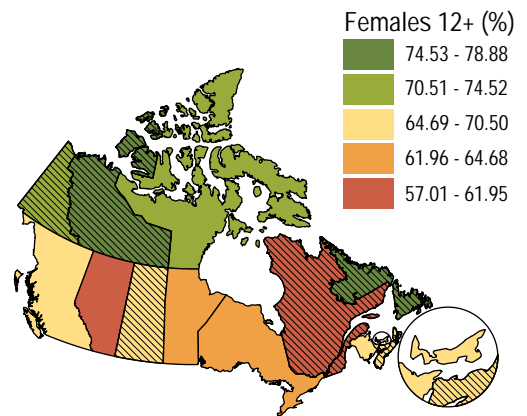 Females 12+ (%)
74.53 - 78.88
70.51 - 74.52
64.69 - 70.50
61.96 - 64.68
57.01 - 61.95